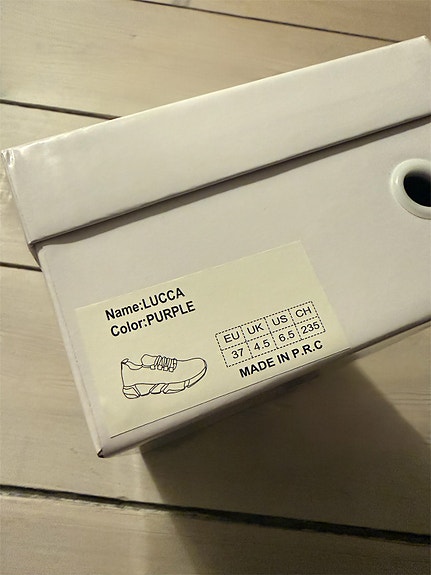 Name:LUCCA
Color:PURPLE
EU UK US CH
37 4.5 6.5 235
MADE IN P.R.C